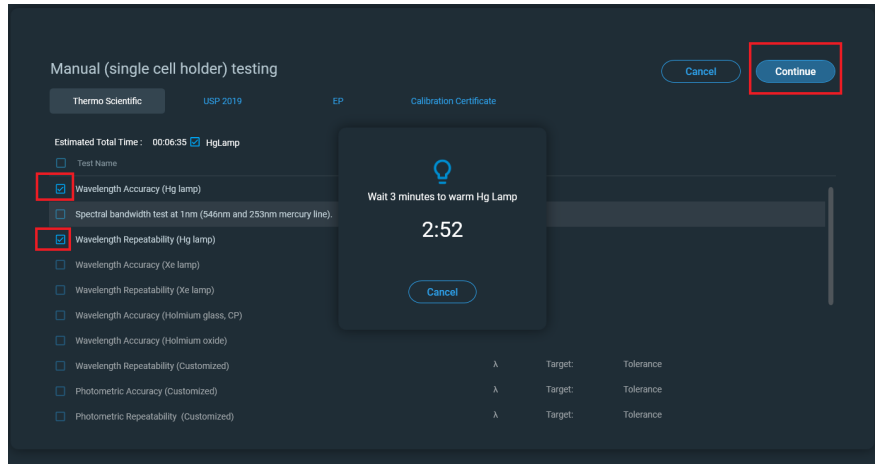 Manual (single cell holder) testing
Cancel
Continue
Thermo Scientific USP 2019 EP Calibration Certificate
Estimated Total Time : 00:06:35 HgLamp
Test Name
Wavelength Accuracy (Hg lamp)
Spectral bandwidth test at 1nm (546nm and 253nm mercury line).
Wavelength Repeatability (Hg lamp)
Wavelength Accuracy (Xe lamp)
Wavelength Repeatability (Xe lamp)
Wavelength Accuracy (Holmium glass, CP)
Wavelength Accuracy (Holmium oxide)
Wavelength Repeatability (Customized) λ Target: Tolerance
Photometric Accuracy (Customized) λ Target: Tolerance
Photometric Repeatability (Customized) λ Target: Tolerance
Wait 3 minutes to warm Hg Lamp
2:52
Cancel